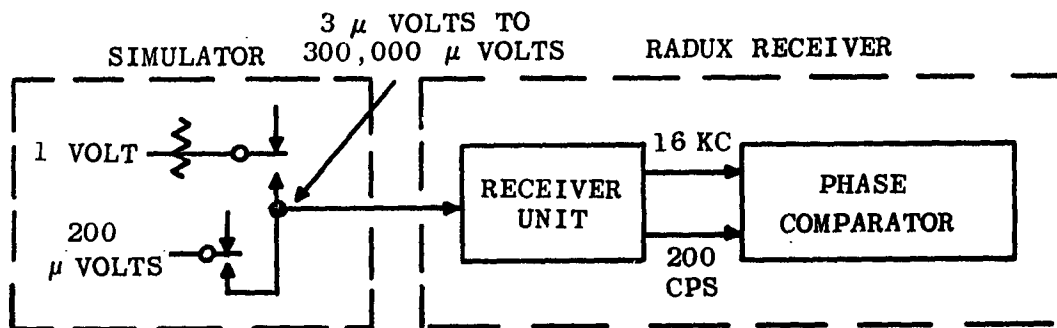 3 μ VOLTS TO
300,000 μ VOLTS
SIMULATOR
RADUX RECEIVER
1 VOLT
200
μ VOLTS
RECEIVER
UNIT
16 KC
200
CPS
PHASE
COMPARATOR